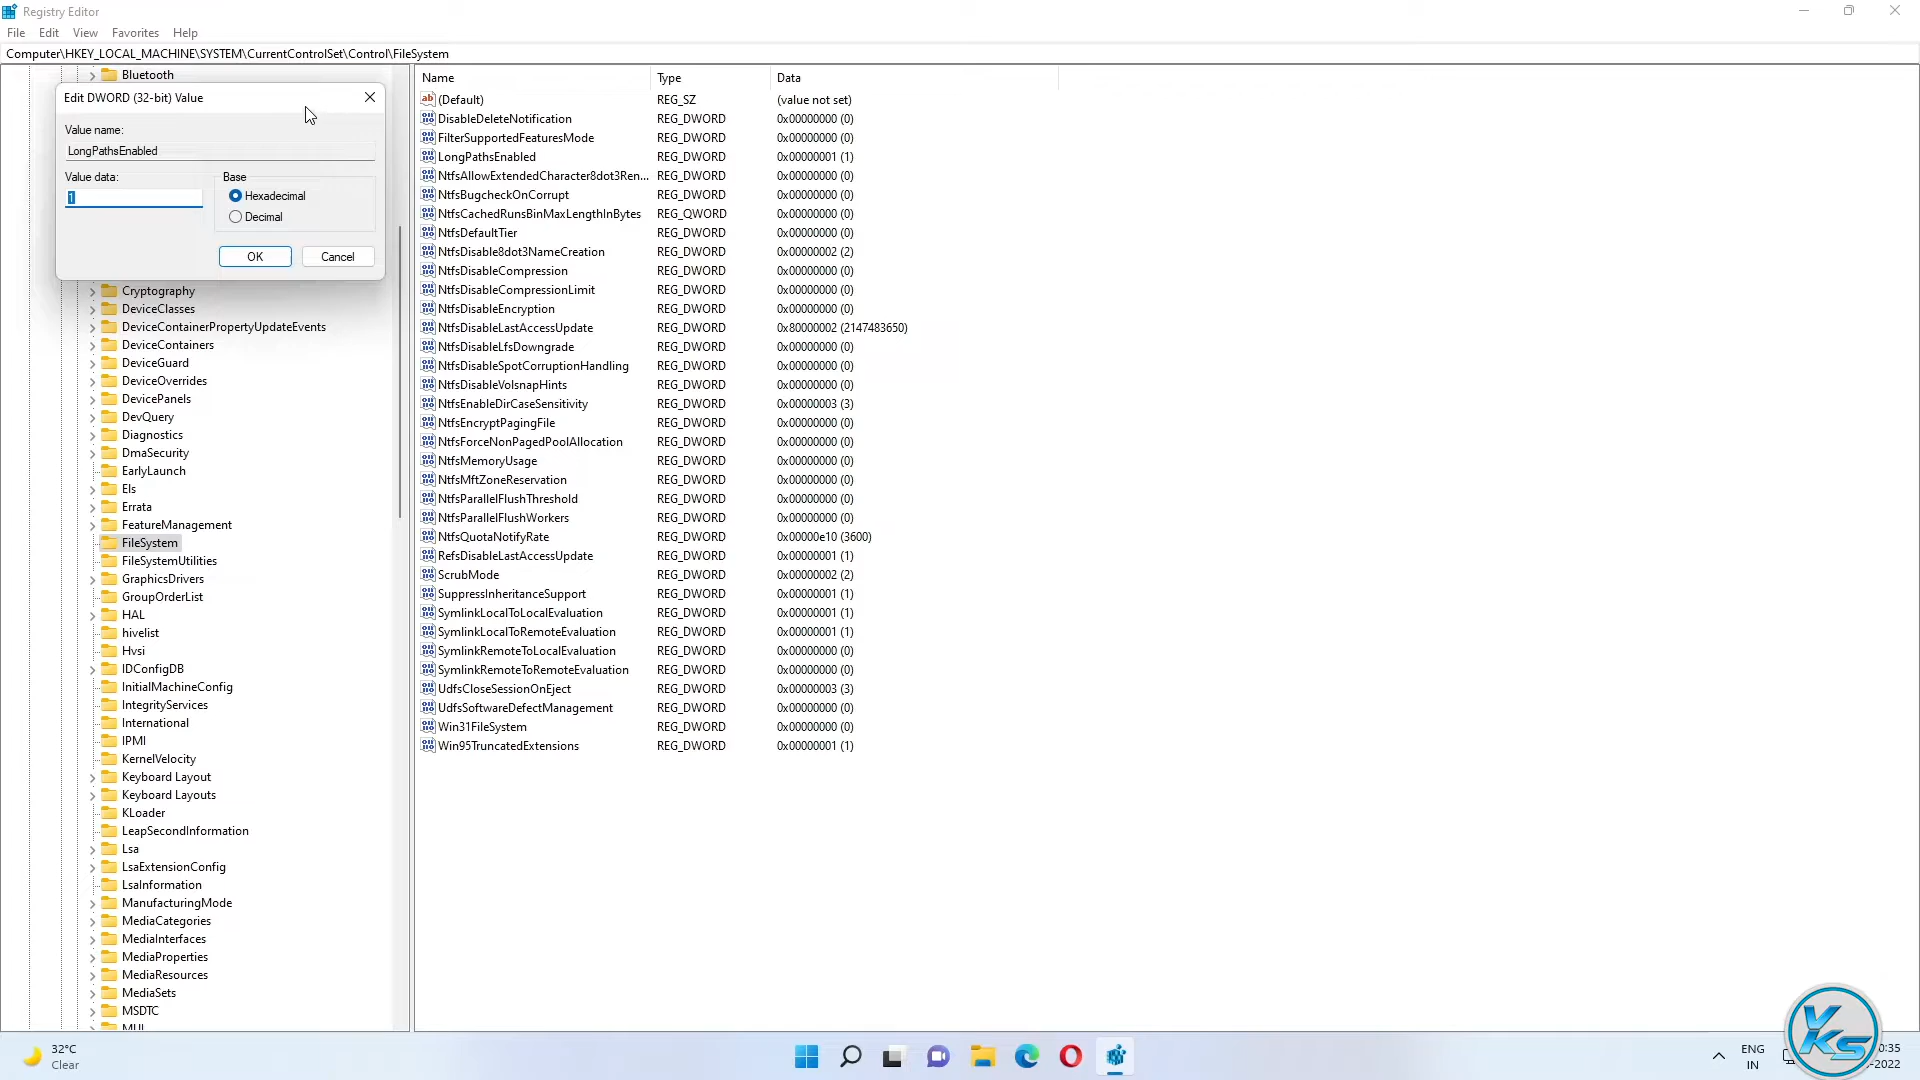 Registry Editor
File Edit View Favorites Help
Computer\HKEY_LOCAL_MACHINE\SYSTEM\CurrentControlSet\Control\FileSystem
Bluetooth
Edit DWORD (32-bit) Value
Value name:
LongPathsEnabled
Value data:
1
Base
Hexadecimal
Decimal
OK Cancel
Cryptography
DeviceClasses
DeviceContainerPropertyUpdateEvents
DeviceContainers
DeviceGuard
DeviceOverrides
DevicePanels
DevQuery
Diagnostics
DmaSecurity
EarlyLaunch
Els
Errata
FeatureManagement
FileSystem
FileSystemUtilities
GraphicsDrivers
GroupOrderList
HAL
hivelist
Hvsi
IDConfigDB
InitialMachineConfig
IntegrityServices
International
IPMI
KernelVelocity
Keyboard Layout
Keyboard Layouts
KLoader
LeapSecondInformation
Lsa
LsaExtensionConfig
LsaInformation
ManufacturingMode
MediaCategories
MediaInterfaces
MediaProperties
MediaResources
MediaSets
MSDTC
MUI
Name Type Data
(Default) REG_SZ (value not set)
DisableDeleteNotification REG_DWORD 0x00000000 (0)
FilterSupportedFeaturesMode REG_DWORD 0x00000000 (0)
LongPathsEnabled REG_DWORD 0x00000001 (1)
NtfsAllowExtendedCharacter8dot3Ren... REG_DWORD 0x00000000 (0)
NtfsBugcheckOnCorrupt REG_DWORD 0x00000000 (0)
NtfsCachedRunsBinMaxLengthInBytes REG_QWORD 0x00000000 (0)
NtfsDefaultTier REG_DWORD 0x00000000 (0)
NtfsDisable8dot3NameCreation REG_DWORD 0x00000002 (2)
NtfsDisableCompression REG_DWORD 0x00000000 (0)
NtfsDisableCompressionLimit REG_DWORD 0x00000000 (0)
NtfsDisableEncryption REG_DWORD 0x00000000 (0)
NtfsDisableLastAccessUpdate REG_DWORD 0x80000002 (2147483650)
NtfsDisableLfsDowngrade REG_DWORD 0x00000000 (0)
NtfsDisableSpotCorruptionHandling REG_DWORD 0x00000000 (0)
NtfsDisableVolsnapHints REG_DWORD 0x00000000 (0)
NtfsEnableDirCaseSensitivity REG_DWORD 0x00000003 (3)
NtfsEncryptPagingFile REG_DWORD 0x00000000 (0)
NtfsForceNonPagedPoolAllocation REG_DWORD 0x00000000 (0)
NtfsMemoryUsage REG_DWORD 0x00000000 (0)
NtfsMftZoneReservation REG_DWORD 0x00000000 (0)
NtfsParallelFlushThreshold REG_DWORD 0x00000000 (0)
NtfsParallelFlushWorkers REG_DWORD 0x00000000 (0)
NtfsQuotaNotifyRate REG_DWORD 0x00000e10 (3600)
RefsDisableLastAccessUpdate REG_DWORD 0x00000001 (1)
ScrubMode REG_DWORD 0x00000002 (2)
SuppressInheritanceSupport REG_DWORD 0x00000001 (1)
SymlinkLocalToLocalEvaluation REG_DWORD 0x00000001 (1)
SymlinkLocalToRemoteEvaluation REG_DWORD 0x00000001 (1)
SymlinkRemoteToLocalEvaluation REG_DWORD 0x00000000 (0)
SymlinkRemoteToRemoteEvaluation REG_DWORD 0x00000000 (0)
UdfsCloseSessionOnEject REG_DWORD 0x00000003 (3)
UdfsSoftwareDefectManagement REG_DWORD 0x00000000 (0)
Win31FileSystem REG_DWORD 0x00000000 (0)
Win95TruncatedExtensions REG_DWORD 0x00000001 (1)
32°C
Clear
ENG
IN
0:35
-2022
YKS